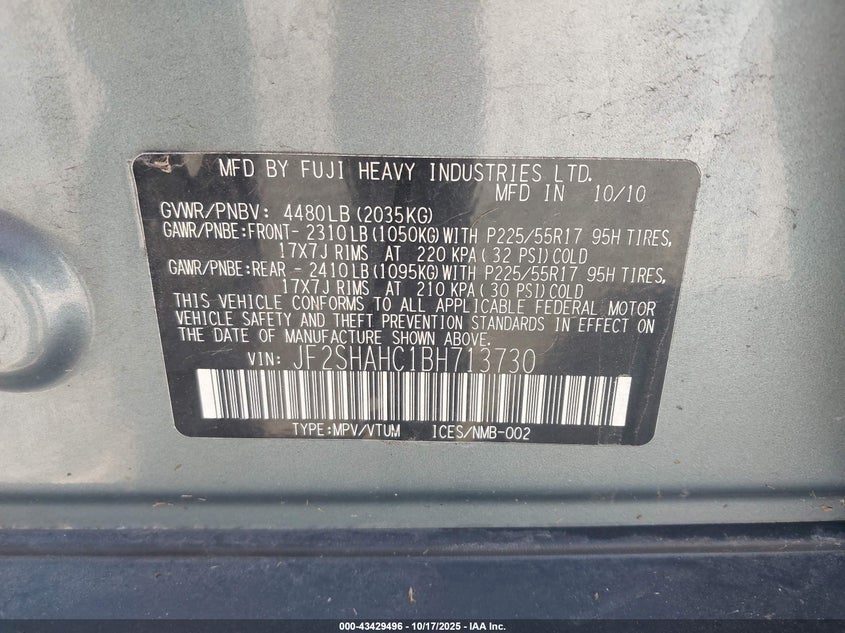 MFD BY FUJI HEAVY INDUSTRIES LTD.
MFD IN 10/10
GVWR/PNBV: 4480LB(2035KG)
GAWR/PNBE:FRONT- 2310LB(1050KG)WITH P225/55R17 95H TIRES,
17X7J RIMS AT 220 KPA(32 PSI)COLD
GAWR/PNBE:REAR - 2410LB(1095KG)WITH P225/55R17 95H TIRES,
17X7J RIMS AT 210 KPA(30 PSI)COLD
THIS VEHICLE CONFORMS TO ALL APPLICABLE FEDERAL MOTOR
VEHICLE SAFETY AND THEFT PREVENTION STANDARDS IN EFFECT ON
THE DATE OF MANUFACTURE SHOWN ABOVE.
VIN: JF2SHAHC1BH713730
TYPE:MPV/VTUM ICES/NMB-002
000-43429496 - 10/17/2025 - IAA Inc.